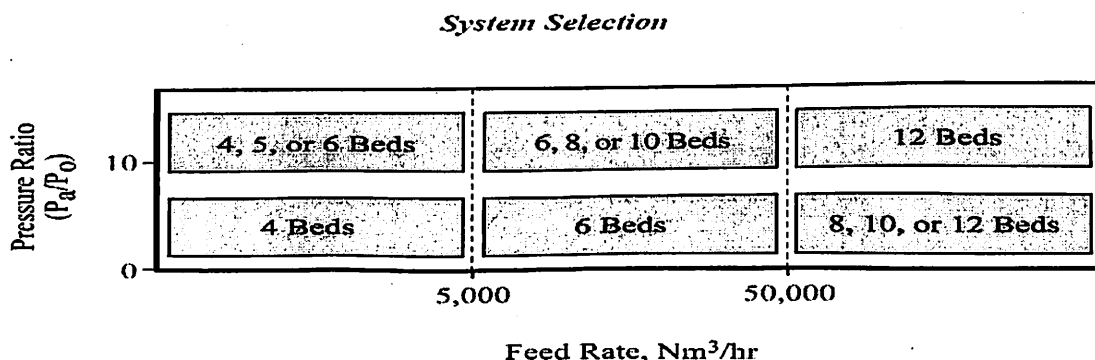 System Selection
Pressure Ratio
(Pa/Po)
10
0
4, 5, or 6 Beds
6, 8, or 10 Beds
12 Beds
4 Beds
6 Beds
8, 10, or 12 Beds
5,000
50,000
Feed Rate, Nm³/hr